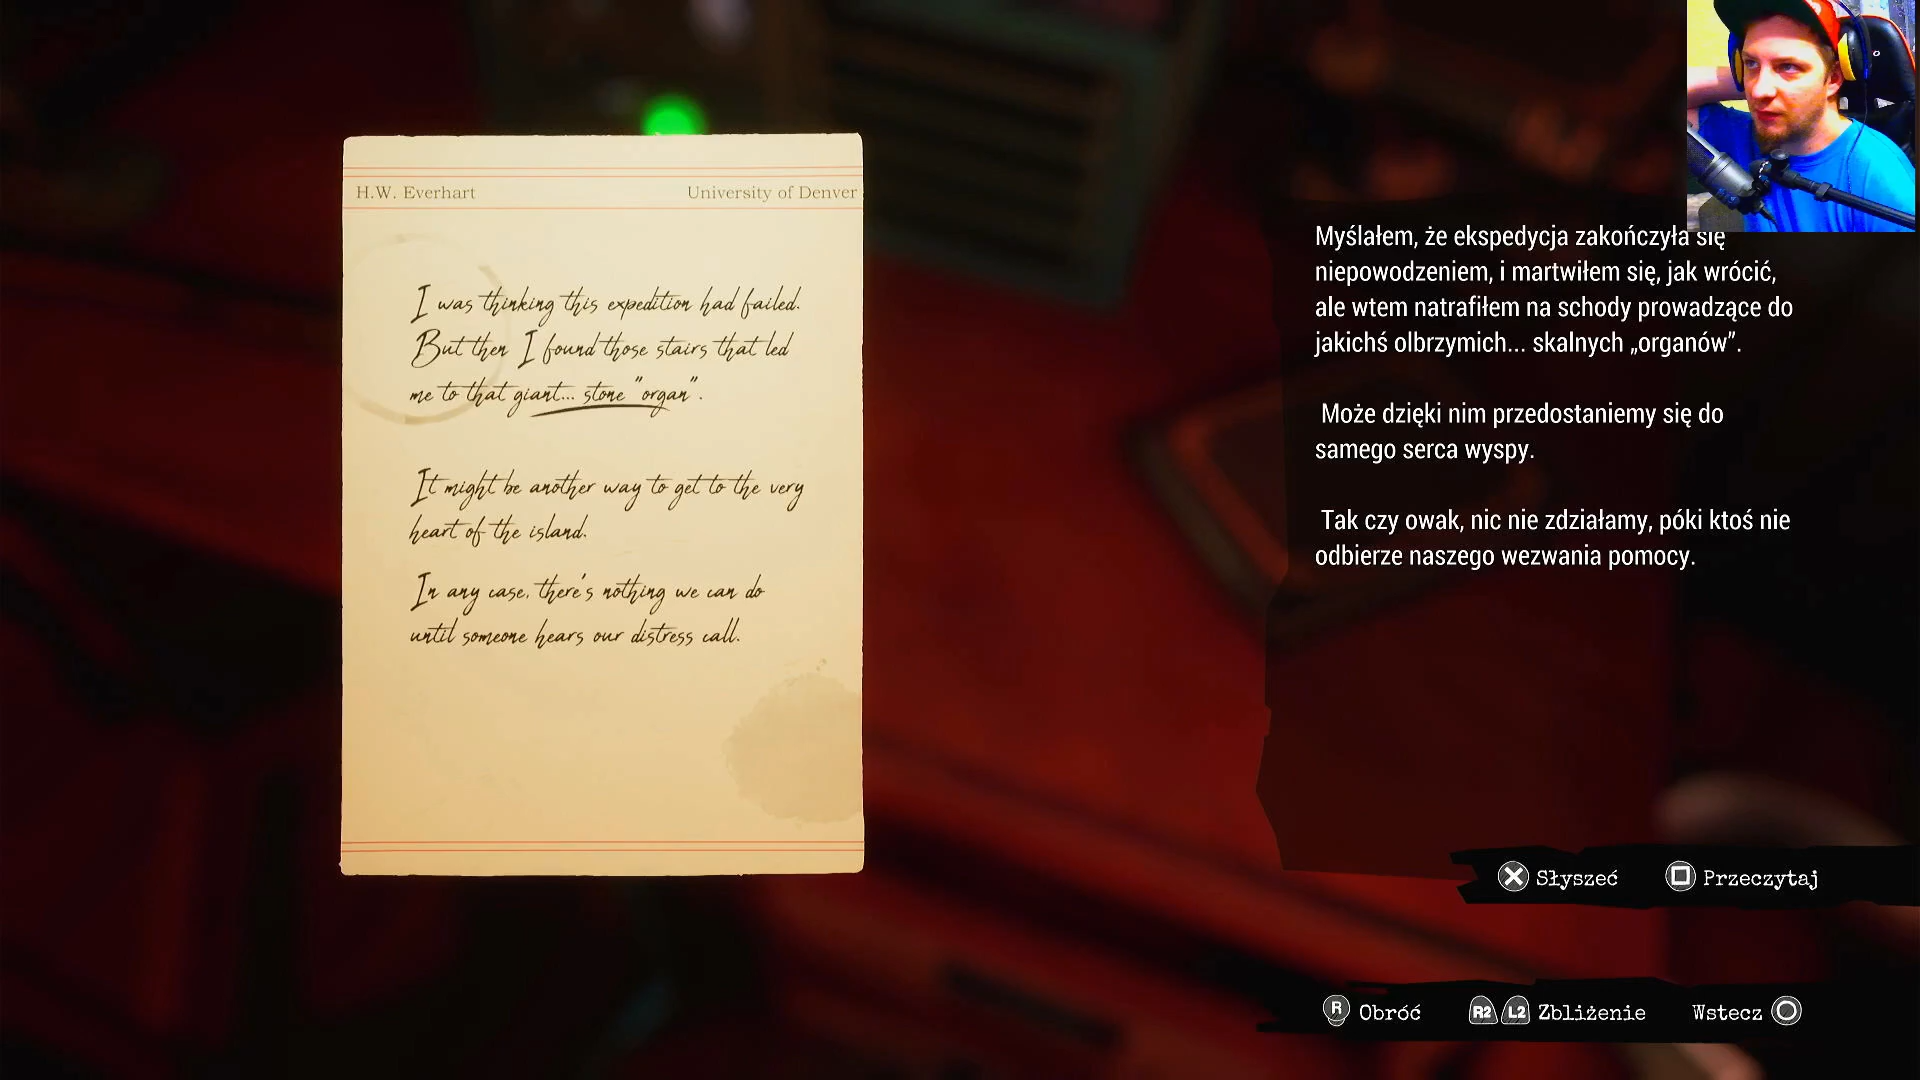 H.W. Everhart University of Denver
I was thinking this expedition had failed.
But then I found those stairs that led
me to that giant... stone "organ".
It might be another way to get to the very
heart of the island.
In any case, there's nothing we can do
until someone hears our distress call.
Myślałem, że ekspedycja zakończyła się
niepowodzeniem, i martwiłem się, jak wrócić,
ale wtem natrafiłem na schody prowadzące do
jakichś olbrzymich... skalnych „organów”.
Może dzięki nim przedostaniemy się do
samego serca wyspy.
Tak czy owak, nic nie zdziałamy, póki ktoś nie
odbierze naszego wezwania pomocy.
Słyszeć Przeczytaj
R Obróć R2 L2 Zbliżenie Wstecz